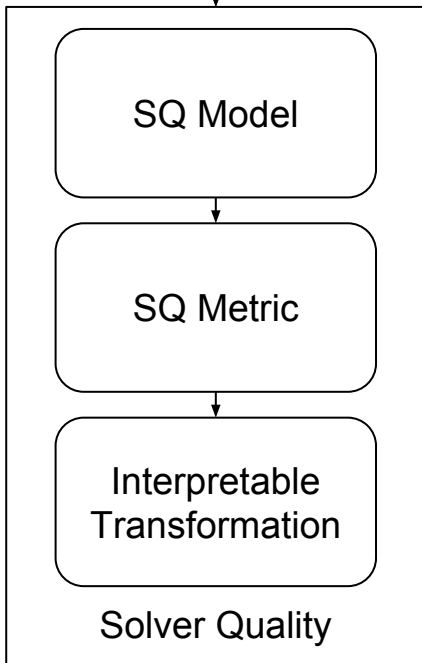 SQ Model
SQ Metric
Interpretable
Transformation
Solver Quality